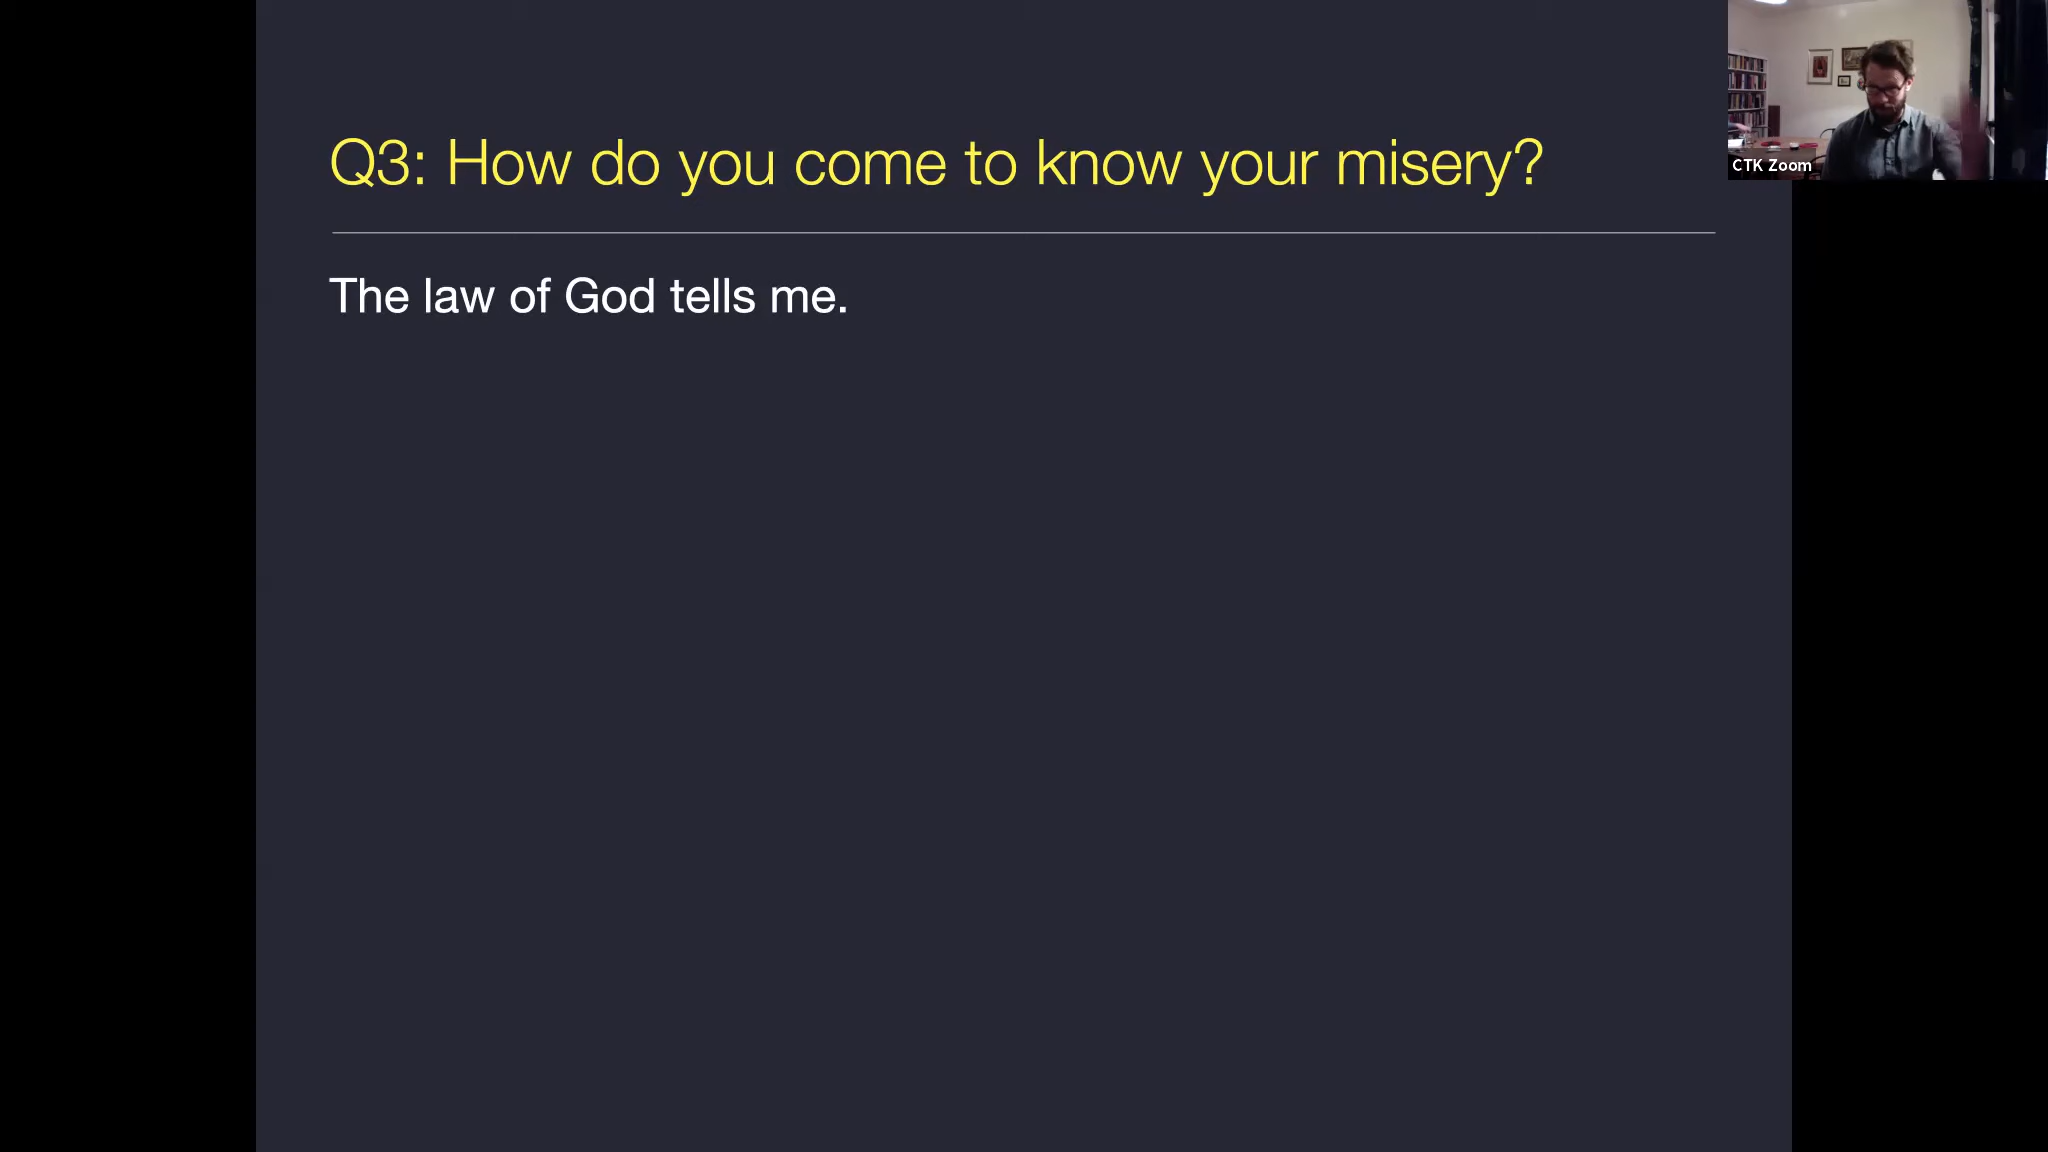 Q3: How do you come to know your misery?
The law of God tells me.
CTK Zoom